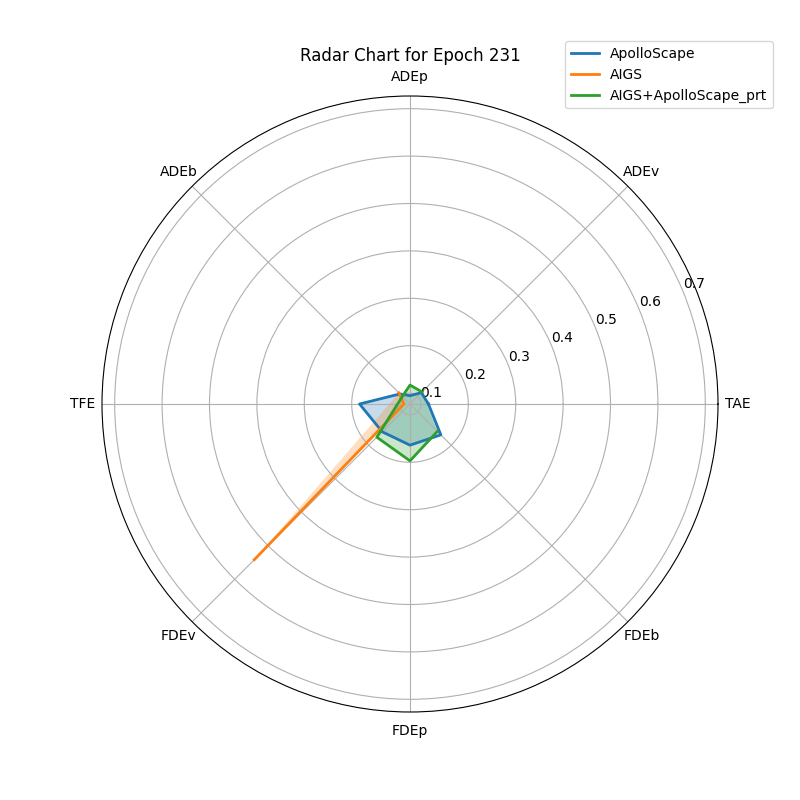 Radar Chart for Epoch 231
ApolloScape
AIGS
AIGS+ApolloScape_prt
ADEp
ADEb
ADEv
0.7
0.6
0.5
0.4
0.3
0.2
0.1
TFE
TAE
FDEv
FDEb
FDEp